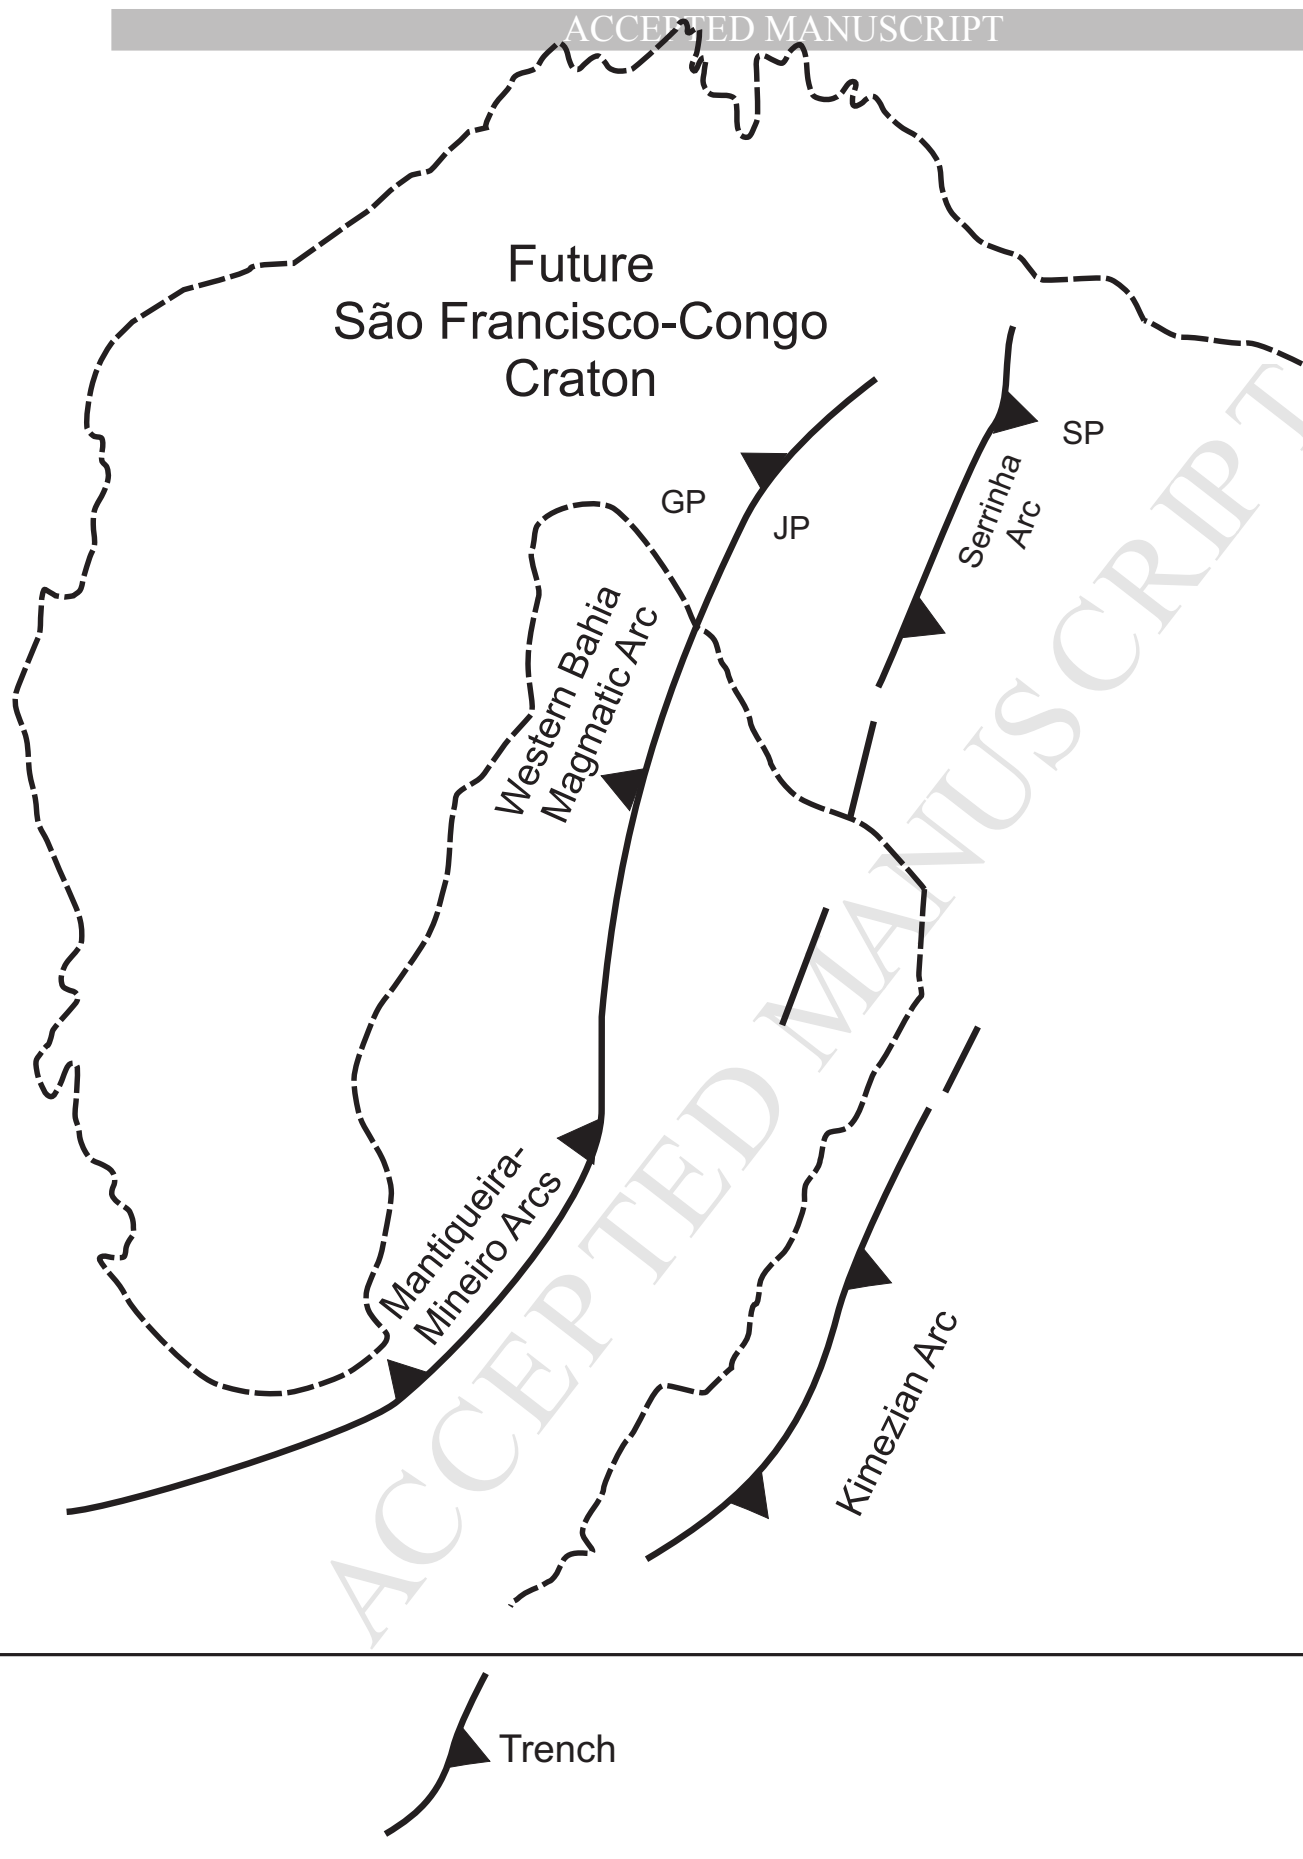 ACCEPTED MANUSCRIPT
Future
São Francisco-Congo
Craton
SP
GP
JP
Serrinha
Arc
Western Bahia
Magmatic Arc
Mantiqueira-
Mineiro Arcs
Kimezian Arc
ACCEPTED MANUSCRIPT
Trench